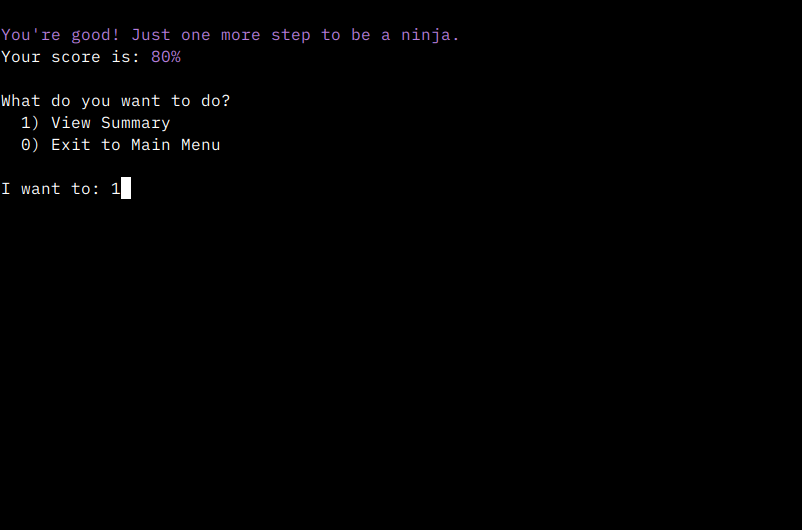 You're good! Just one more step to be a ninja.
Your score is: 80%
What do you want to do?
1) View Summary
0) Exit to Main Menu
I want to: 1